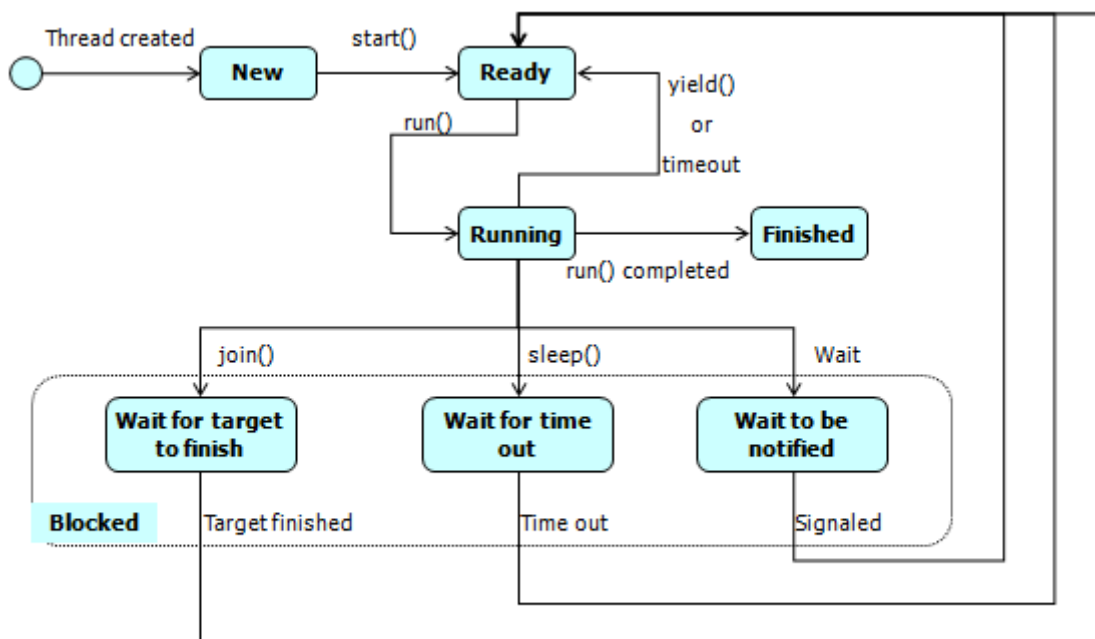 Thread created
start()
New
Ready
run()
yield()
or
timeout
Running
Finished
run() completed
join()
sleep()
Wait
Wait for target
to finish
Wait for time
out
Wait to be
notified
Blocked
Target finished
Time out
Signaled